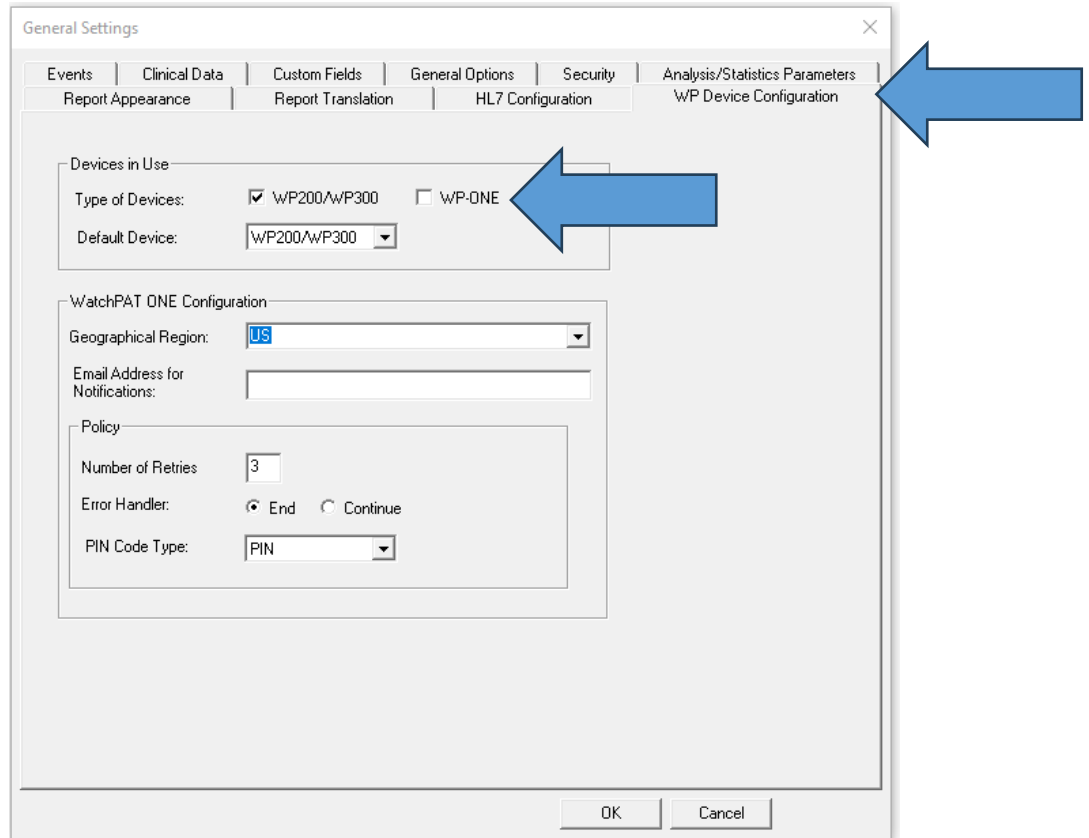 General Settings
Events Clinical Data Custom Fields General Options Security Analysis/Statistics Parameters
Report Appearance Report Translation HL7 Configuration WP Device Configuration
Devices in Use
Type of Devices: WP200/WP300 WP-ONE
Default Device: WP200/WP300
WatchPAT ONE Configuration
Geographical Region: US
Email Address for
Notifications:
Policy
Number of Retries 3
Error Handler: End Continue
PIN Code Type: PIN
OK Cancel